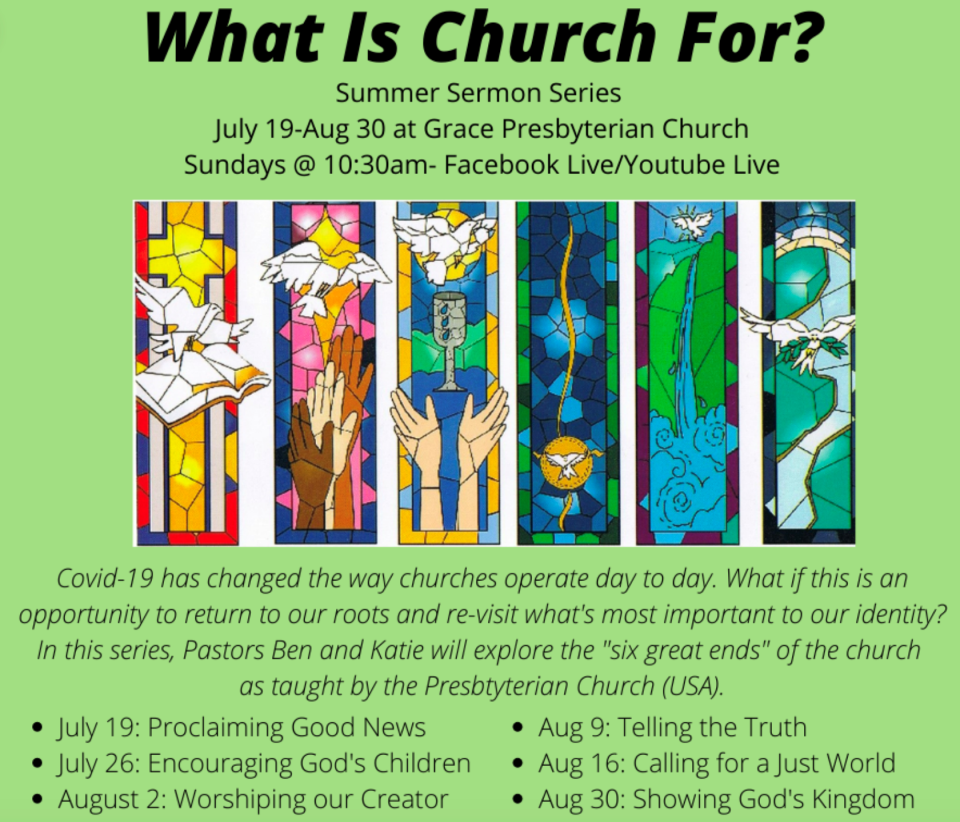 What Is Church For?
Summer Sermon Series
July 19-Aug 30 at Grace Presbyterian Church
Sundays @ 10:30am- Facebook Live/Youtube Live
Covid-19 has changed the way churches operate day to day. What if this is an
opportunity to return to our roots and re-visit what's most important to our identity?
In this series, Pastors Ben and Katie will explore the "six great ends" of the church
as taught by the Presbtyterian Church (USA).
• July 19: Proclaiming Good News
• July 26: Encouraging God's Children
• August 2: Worshiping our Creator
• Aug 9: Telling the Truth
• Aug 16: Calling for a Just World
• Aug 30: Showing God's Kingdom